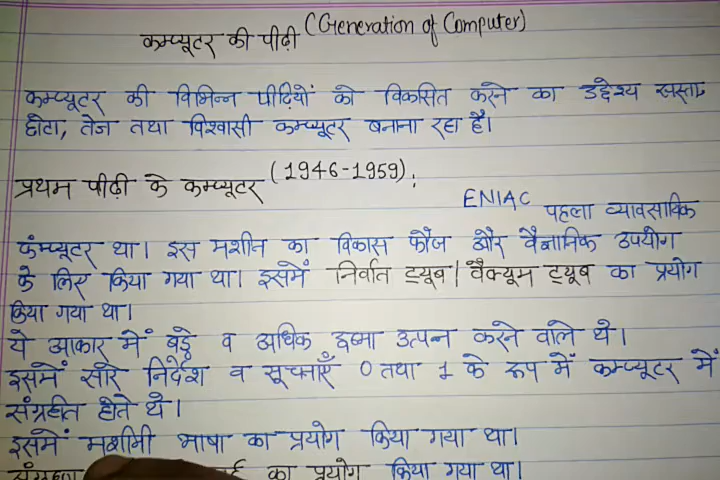 कम्प्यूटर की पीढ़ी (Generation of Computer)
कम्प्यूटर की विभिन्न पीढ़ियों को विकसित करने का उद्देश्य सस्ता,
छोटा, तेज तथा विश्वासी कम्प्यूटर बनाना रहा है।
प्रथम पीढ़ी के कम्प्यूटर (1946-1959):
ENIAC पहला व्यावसायिक
कंम्प्यूटर था। इस मशीन का विकास फौज और वैज्ञानिक उपयोग
के लिए किया गया था। इसमें निर्वात ट्यूब/वैक्यूम ट्यूब का प्रयोग
किया गया था।
ये आकार में बड़े व अधिक ऊष्मा उत्पन करने वाले थे।
इसमें सारे निर्देश व सूचनाएँ 0 तथा 1 के रूप में कम्प्यूटर में
संग्रहीत होते थे।
इसमें मशीनी भाषा का प्रयोग किया गया था।
संग्रहण का प्रयोग किया गया था।